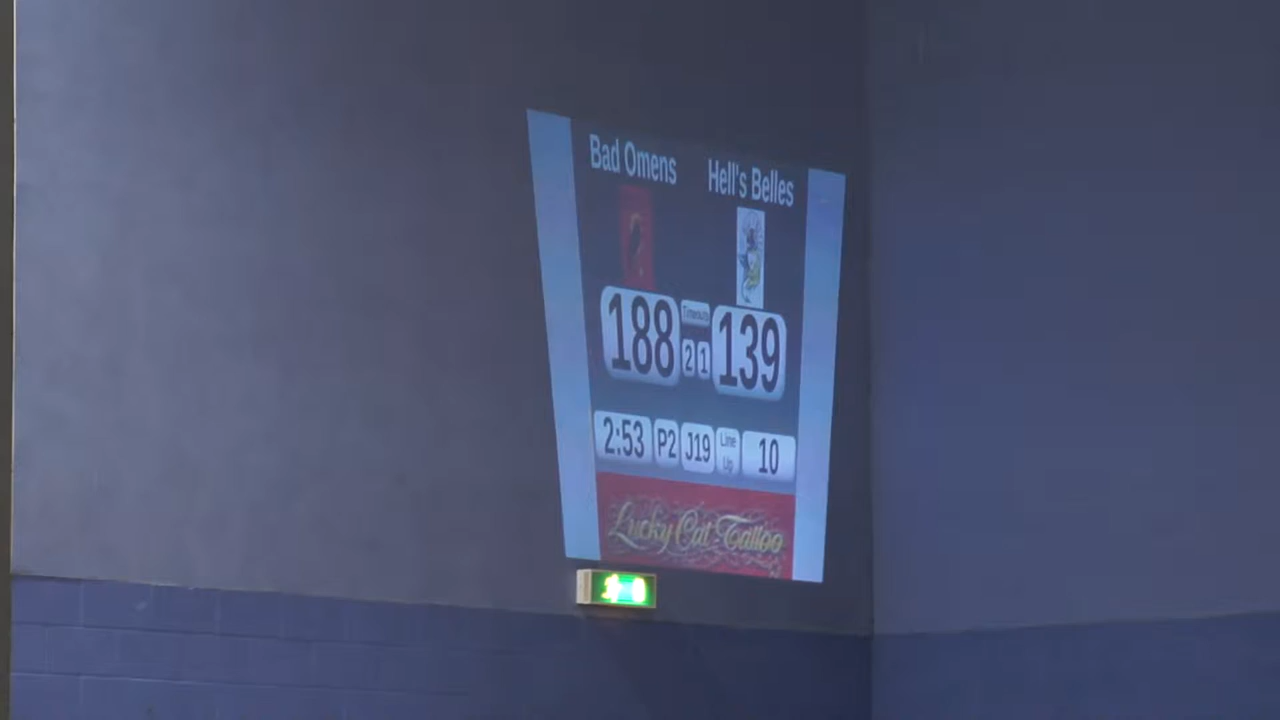 Bad Omens Hell's Belles
188 Timeouts 139
2 1
2:53 P2 J19 Line Up 10
Lucky Cat Tattoo